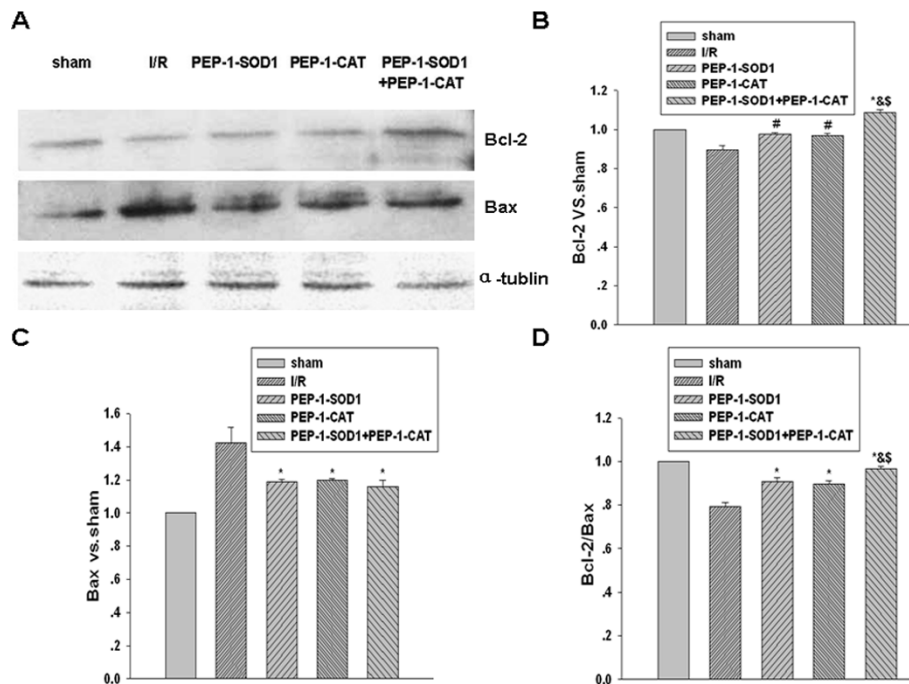 A
sham I/R PEP-1-SOD1 PEP-1-CAT PEP-1-SOD1
+PEP-1-CAT
Bcl-2
Bax
α-tublin
B
sham
I/R
PEP-1-SOD1
PEP-1-CAT
PEP-1-SOD1+PEP-1-CAT
Bcl-2 VS.sham
1.2
1.0
.8
.6
.4
.2
0.0
#
#
*&$
C
sham
I/R
PEP-1-SOD1
PEP-1-CAT
PEP-1-SOD1+PEP-1-CAT
Bax vs.sham
1.6
1.4
1.2
1.0
.8
.6
.4
.2
0.0
*
*
*
D
sham
I/R
PEP-1-SOD1
PEP-1-CAT
PEP-1-SOD1+PEP-1-CAT
Bcl-2/Bax
1.2
1.0
.8
.6
.4
.2
0.0
*
*
*&$